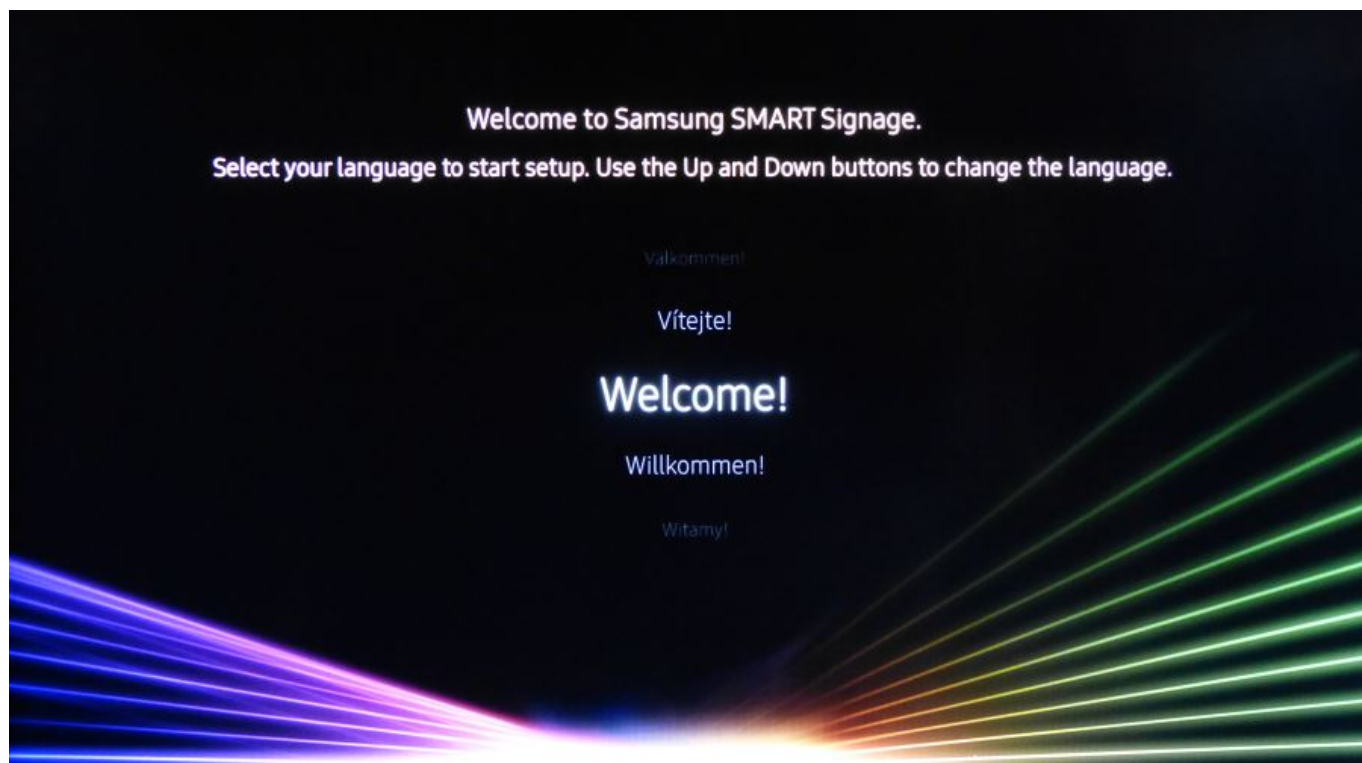 Welcome to Samsung SMART Signage.
Select your language to start setup. Use the Up and Down buttons to change the language.
Välkommen!
Vítejte!
Welcome!
Willkommen!
Witamy!